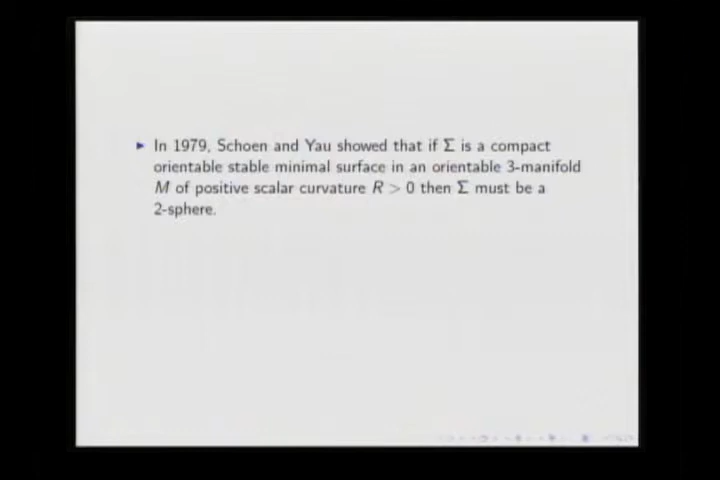 In 1979, Schoen and Yau showed that if Σ is a compact
orientable stable minimal surface in an orientable 3-manifold
M of positive scalar curvature R > 0 then Σ must be a
2-sphere.